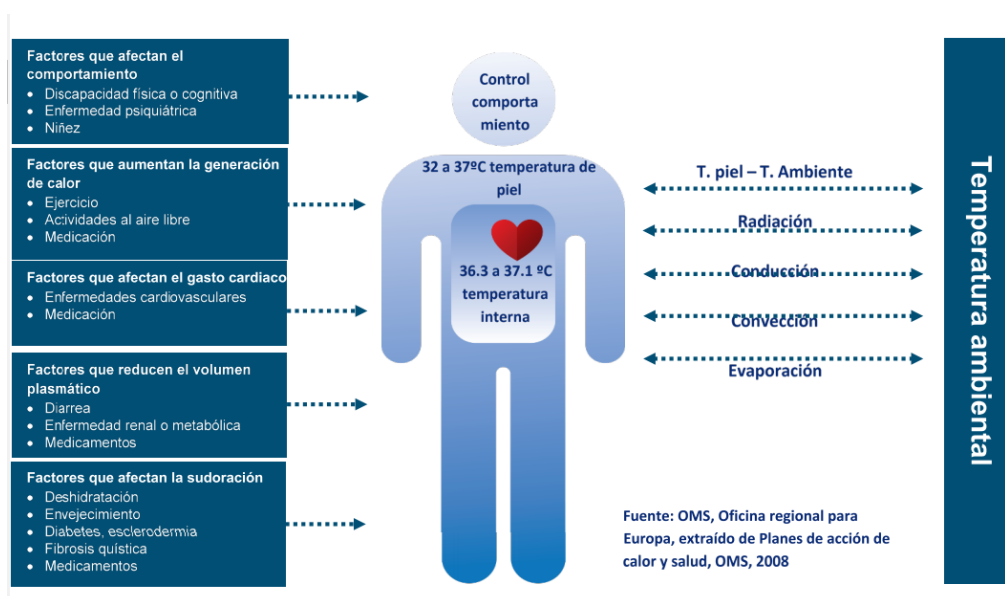 Factores que afectan el
comportamiento
• Discapacidad física o cognitiva
• Enfermedad psiquiátrica
• Niñez
Factores que aumentan la generación
de calor
• Ejercicio
• Actividades al aire libre
• Medicación
Factores que afectan el gasto cardiaco
• Enfermedades cardiovasculares
• Medicación
Factores que reducen el volumen
plasmático
• Diarrea
• Enfermedad renal o metabólica
• Medicamentos
Factores que afectan la sudoración
• Deshidratación
• Envejecimiento
• Diabetes, esclerodermia
• Fibrosis quística
• Medicamentos
Control
comporta
miento
32 a 37ºC temperatura de
piel
36.3 a 37.1 ºC
temperatura
interna
T. piel – T. Ambiente
Radiación
Conducción
Convección
Evaporación
Fuente: OMS, Oficina regional para
Europa, extraído de Planes de acción de
calor y salud, OMS, 2008
Temperatura ambiental